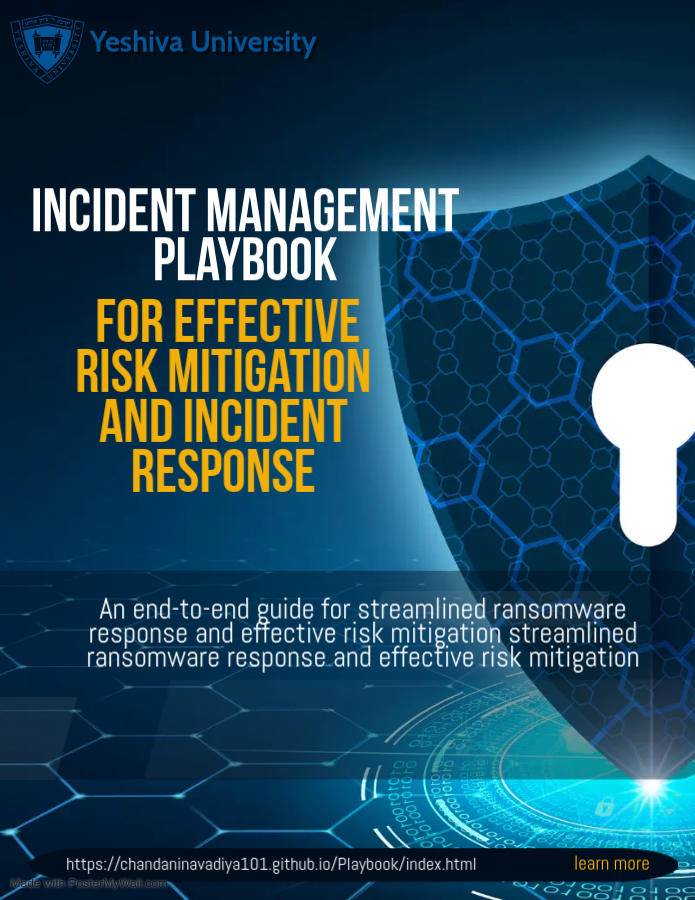 Yeshiva University
INCIDENT MANAGEMENT
PLAYBOOK
FOR EFFECTIVE
RISK MITIGATION
AND INCIDENT
RESPONSE
An end-to-end guide for streamlined ransomware
response and effective risk mitigation streamlined
ransomware response and effective risk mitigation
https://chandaninavadiya101.github.io/Playbook/index.html
learn more
Made with PosterMyWall.com